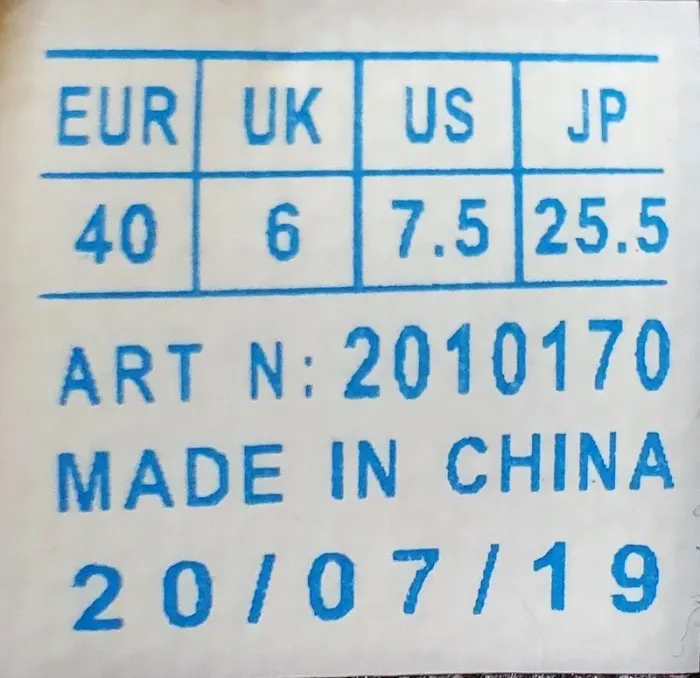 EUR UK US JP
40 6 7.5 25.5
ART N: 2010170
MADE IN CHINA
20/07/19